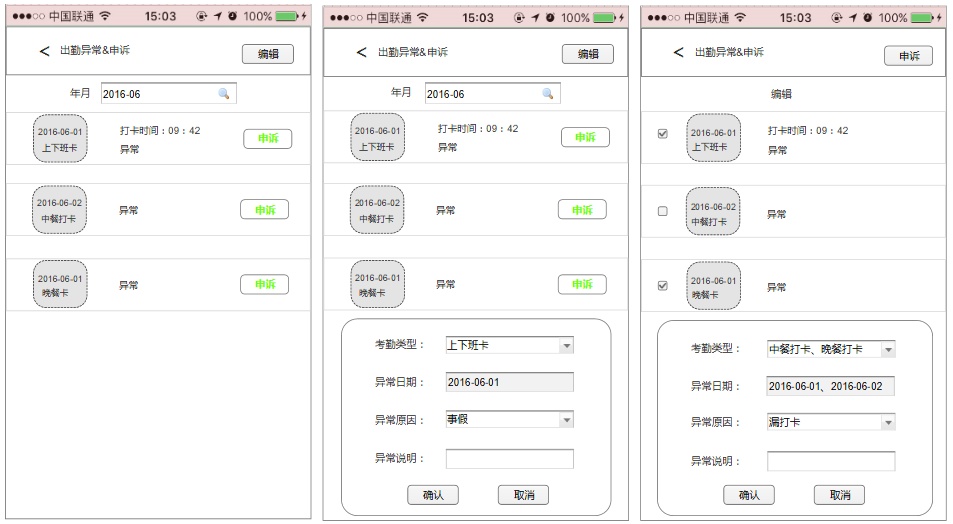 中国联通 15:03 100%
< 出勤异常&申诉 编辑
年月 2016-06
2016-06-01
上下班卡
打卡时间：09：42
异常
申诉
2016-06-02
中餐打卡
异常
申诉
2016-06-01
晚餐卡
异常
申诉
中国联通 15:03 100%
< 出勤异常&申诉 编辑
年月 2016-06
2016-06-01
上下班卡
打卡时间：09：42
异常
申诉
2016-06-02
中餐打卡
异常
申诉
2016-06-01
晚餐卡
异常
申诉
考勤类型： 上下班卡
异常日期： 2016-06-01
异常原因： 事假
异常说明：
确认 取消
中国联通 15:03 100%
< 出勤异常&申诉 申诉
编辑
2016-06-01
上下班卡
打卡时间：09：42
异常
2016-06-02
中餐打卡
异常
2016-06-01
晚餐卡
异常
考勤类型： 中餐打卡、晚餐打卡
异常日期： 2016-06-01、2016-06-02
异常原因： 漏打卡
异常说明：
确认 取消